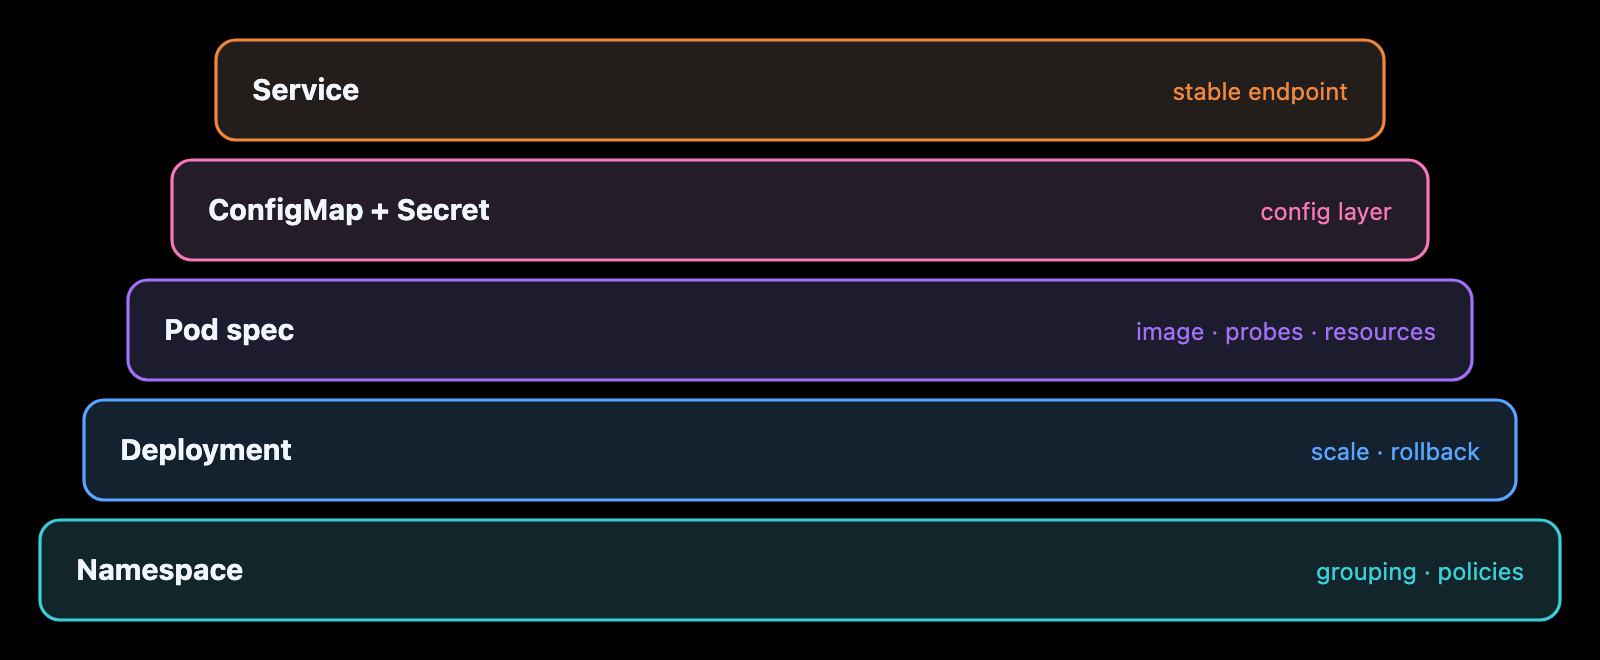 Service stable endpoint
ConfigMap + Secret config layer
Pod spec image · probes · resources
Deployment scale · rollback
Namespace grouping · policies